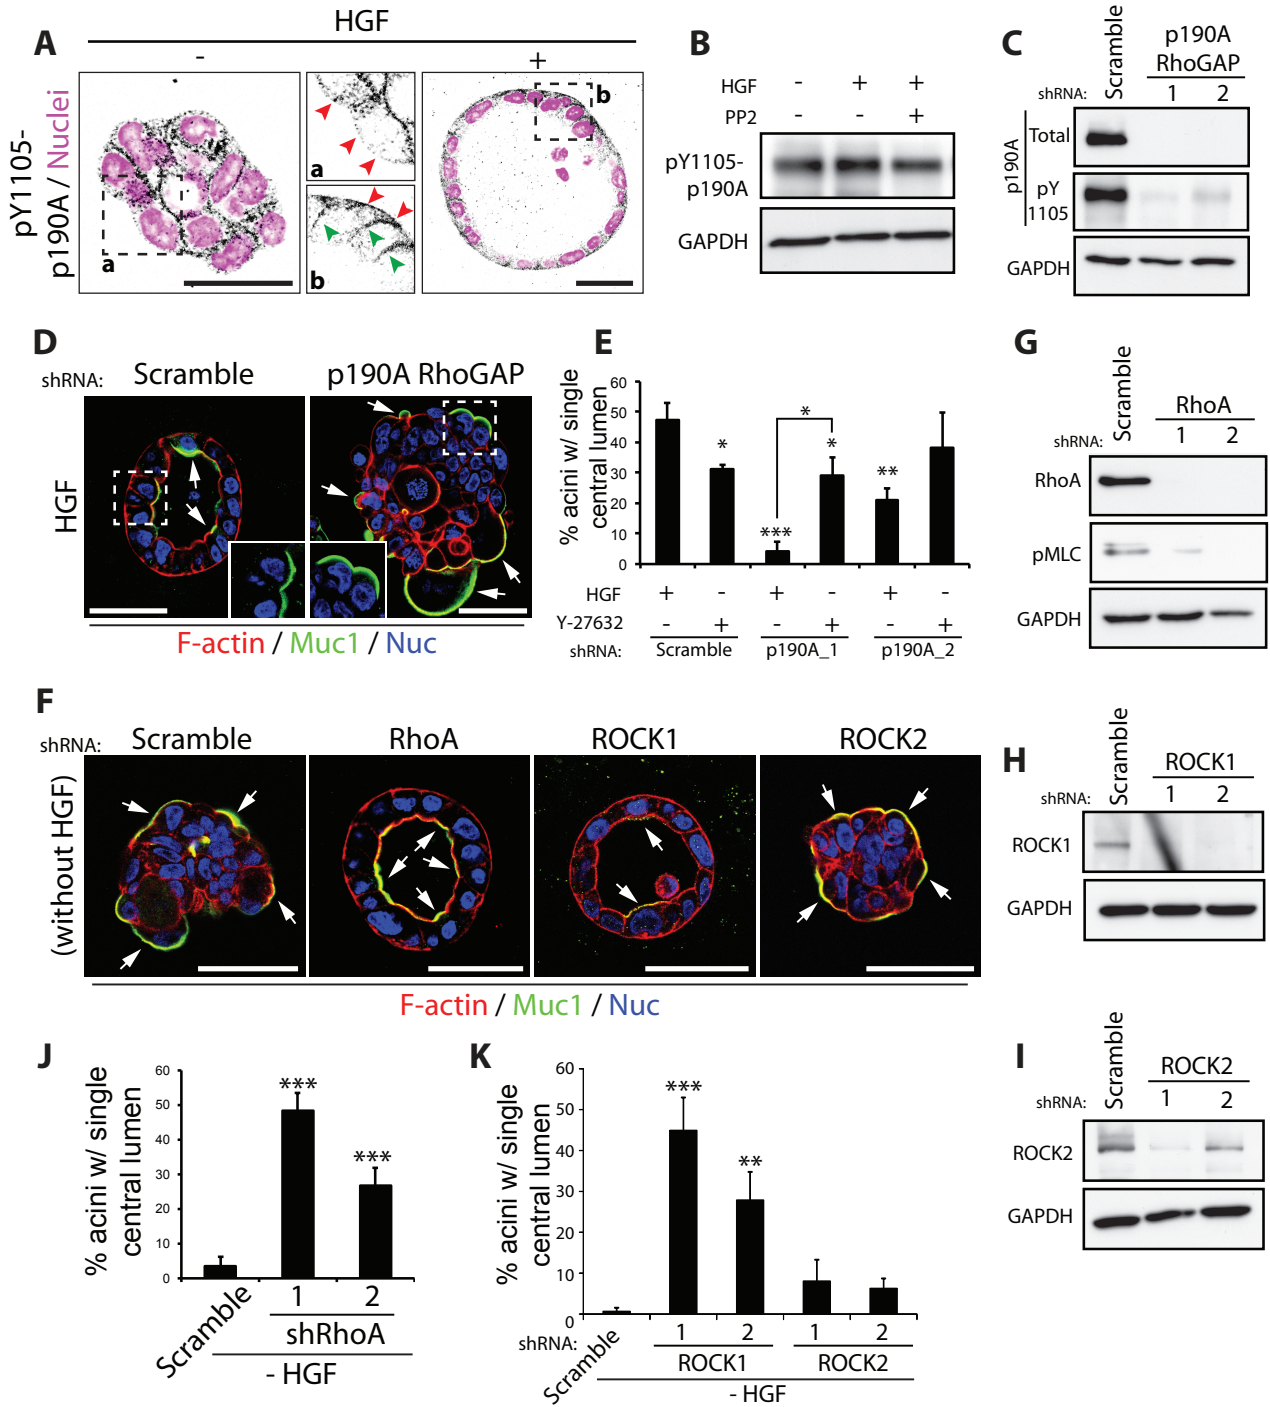 A
HGF
-
+
pY1105-
p190A / Nuclei
a
a
b
b
B
HGF - + +
PP2 - - +
pY1105-
p190A
GAPDH
C
Scramble
p190A
RhoGAP
shRNA: 1 2
p190A
Total
pY
1105
GAPDH
D
shRNA: Scramble p190A RhoGAP
HGF
F-actin / Muc1 / Nuc
E
% acini w/ single
central lumen
60
50
40
30
20
10
0
*
***
*
*
**
HGF + - + - + -
Y-27632 - + - + - +
shRNA: Scramble p190A_1 p190A_2
G
Scramble
RhoA
shRNA: 1 2
RhoA
pMLC
GAPDH
F
shRNA: Scramble RhoA ROCK1 ROCK2
(without HGF)
F-actin / Muc1 / Nuc
H
Scramble
ROCK1
shRNA: 1 2
ROCK1
GAPDH
I
Scramble
ROCK2
shRNA: 1 2
ROCK2
GAPDH
J
% acini w/ single
central lumen
60
50
40
30
20
10
0
***
***
Scramble
1 2
shRhoA
- HGF
K
% acini w/ single
central lumen
60
50
40
30
20
10
0
***
**
shRNA: 1 2 1 2
Scramble
ROCK1 ROCK2
- HGF